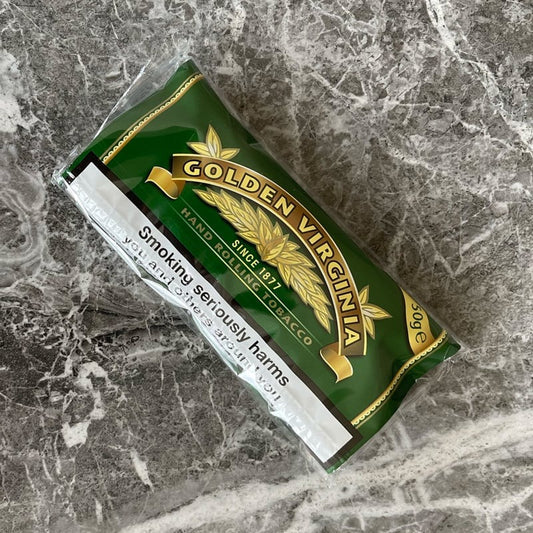 GOLDEN VIRGINIA
SINCE 1877
HAND ROLLING TOBACCO
50g℮
Smoking seriously harms
you and others around you